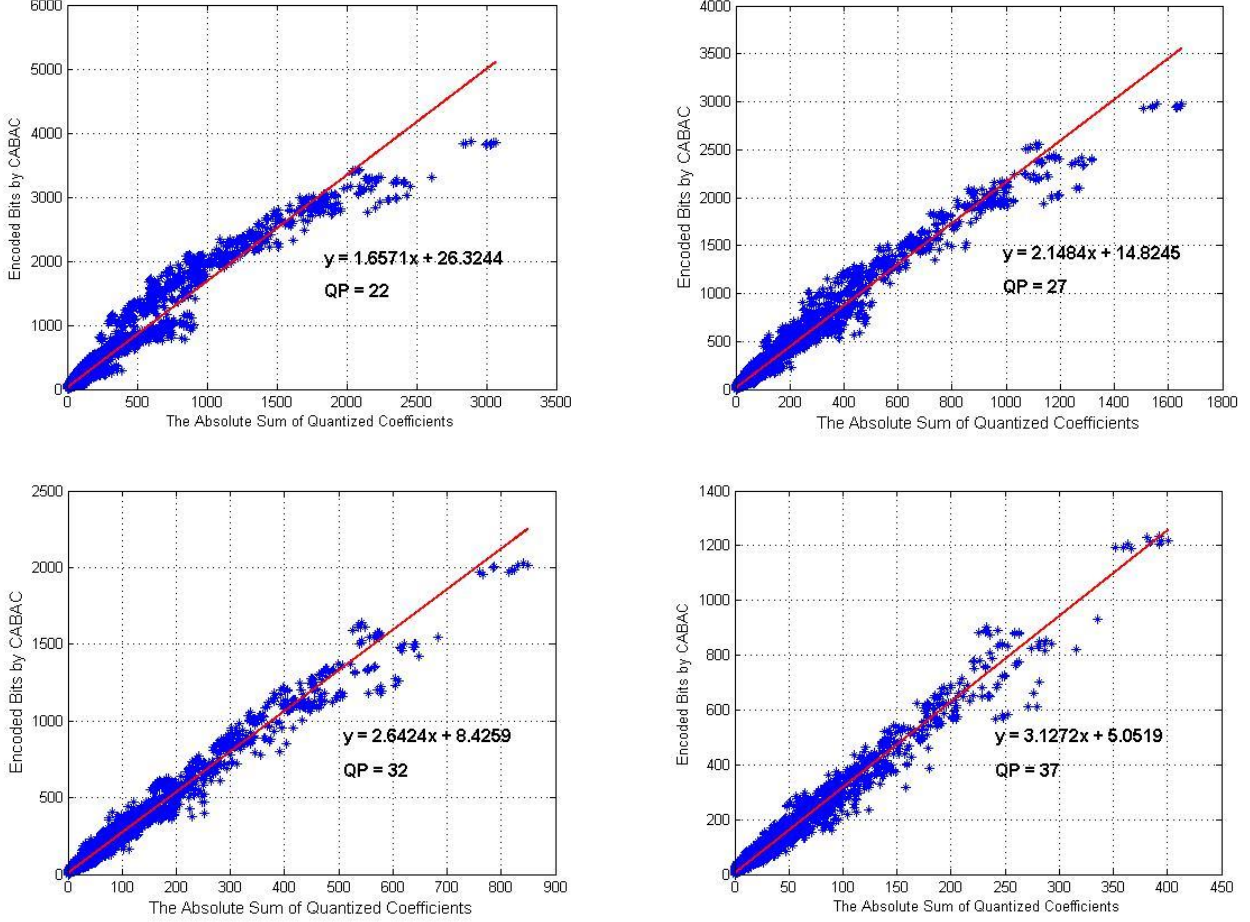 6000
5000
4000
3000
2000
1000
0
Encoded Bits by CABAC
y = 1.6571x + 26.3244
QP = 22
0 500 1000 1500 2000 2500 3000 3500
The Absolute Sum of Quantized Coefficients
4000
3500
3000
2500
2000
1500
1000
500
0
Encoded Bits by CABAC
y = 2.1484x + 14.8245
QP = 27
0 200 400 600 800 1000 1200 1400 1600 1800
The Absolute Sum of Quantized Coefficients
2500
2000
1500
1000
500
0
Encoded Bits by CABAC
y = 2.6424x + 8.4259
QP = 32
0 100 200 300 400 500 600 700 800 900
The Absolute Sum of Quantized Coefficients
1400
1200
1000
800
600
400
200
0
Encoded Bits by CABAC
y = 3.1272x + 5.0519
QP = 37
0 50 100 150 200 250 300 350 400 450
The Absolute Sum of Quantized Coefficients